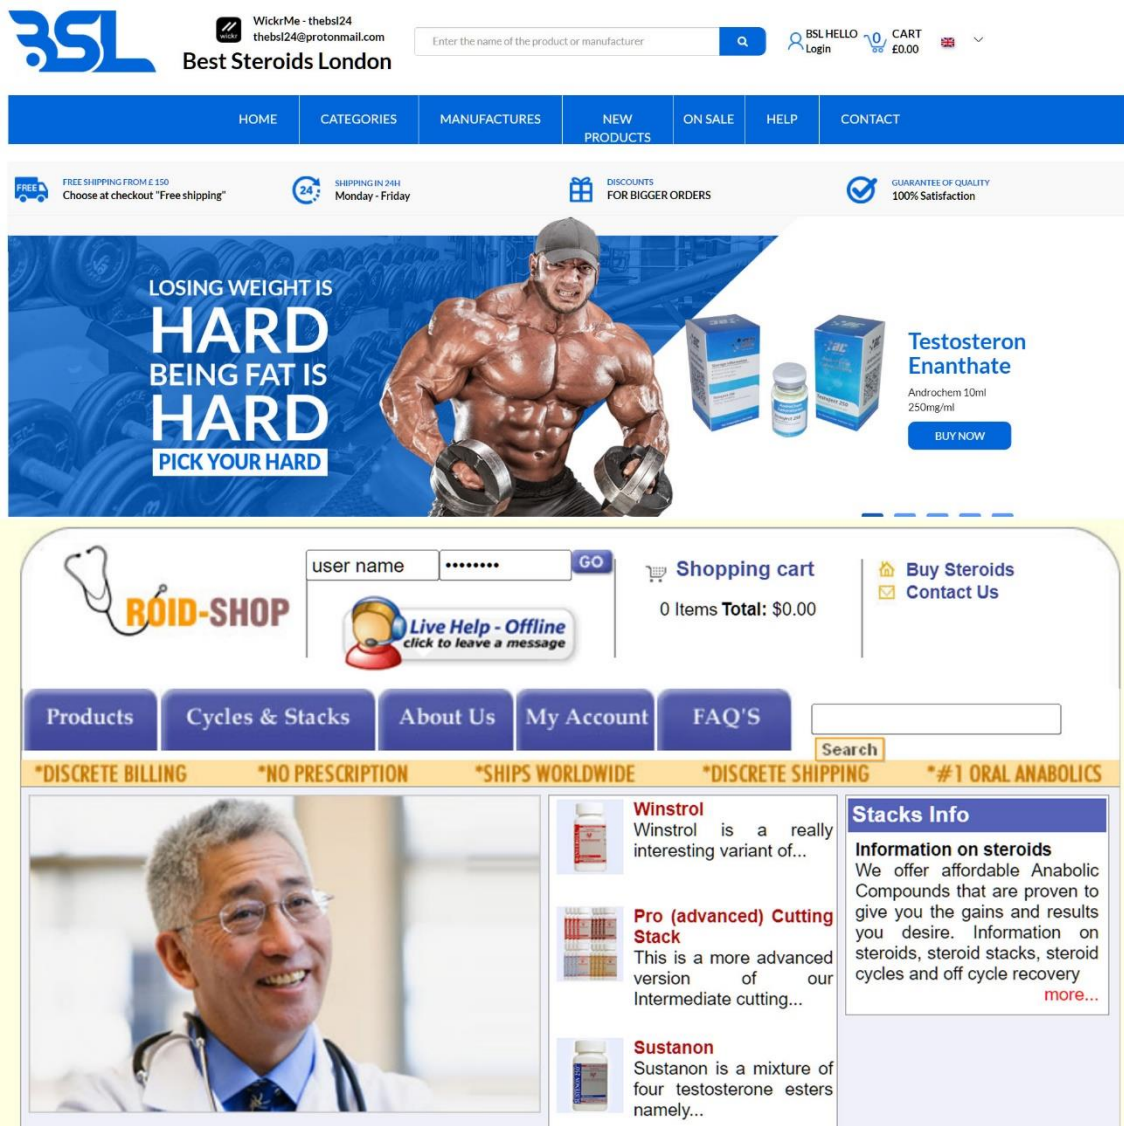 BSL
wickr
WickrMe - thebsl24
thebsl24@protonmail.com
Best Steroids London
Enter the name of the product or manufacturer
BSL HELLO
Login
0
CART
£0.00
HOME
CATEGORIES
MANUFACTURES
NEW
PRODUCTS
ON SALE
HELP
CONTACT
FREE
FREE SHIPPING FROM £ 150
Choose at checkout "Free shipping"
24
SHIPPING IN 24H
Monday - Friday
DISCOUNTS
FOR BIGGER ORDERS
GUARANTEE OF QUALITY
100% Satisfaction
LOSING WEIGHT IS
HARD
BEING FAT IS
HARD
PICK YOUR HARD
Testosteron
Enanthate
Androchem 10ml
250mg/ml
BUY NOW
ROID-SHOP
user name
GO
Live Help - Offline
click to leave a message
Shopping cart
0 Items Total: $0.00
Buy Steroids
Contact Us
Products
Cycles & Stacks
About Us
My Account
FAQ'S
Search
*DISCRETE BILLING
*NO PRESCRIPTION
*SHIPS WORLDWIDE
*DISCRETE SHIPPING
*#1 ORAL ANABOLICS
Winstrol
Winstrol is a really
interesting variant of...
Pro (advanced) Cutting
Stack
This is a more advanced
version of our
Intermediate cutting...
Sustanon
Sustanon is a mixture of
four testosterone esters
namely...
Stacks Info
Information on steroids
We offer affordable Anabolic
Compounds that are proven to
give you the gains and results
you desire. Information on
steroids, steroid stacks, steroid
cycles and off cycle recovery
more...